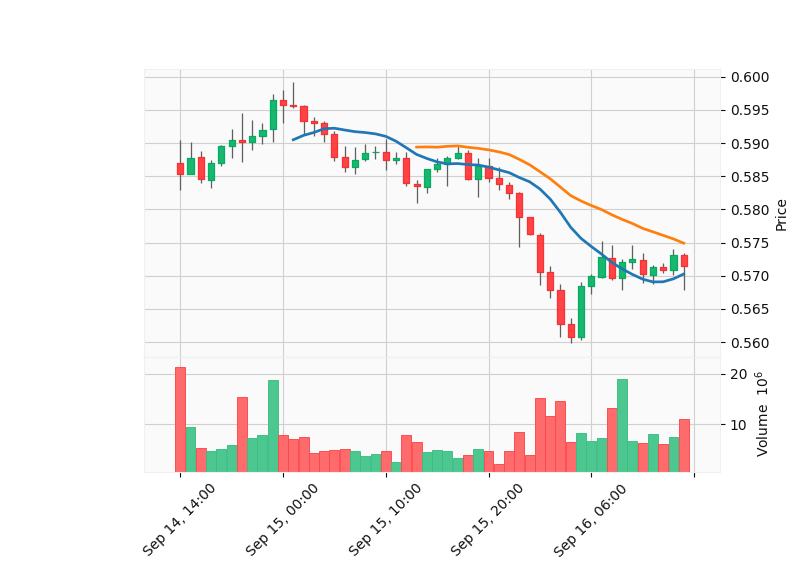 0.600
0.595
0.590
0.585
0.580
0.575
0.570
0.565
0.560
Price
20
10
Volume 10^6
Sep 14, 14:00
Sep 15, 00:00
Sep 15, 10:00
Sep 15, 20:00
Sep 16, 06:00